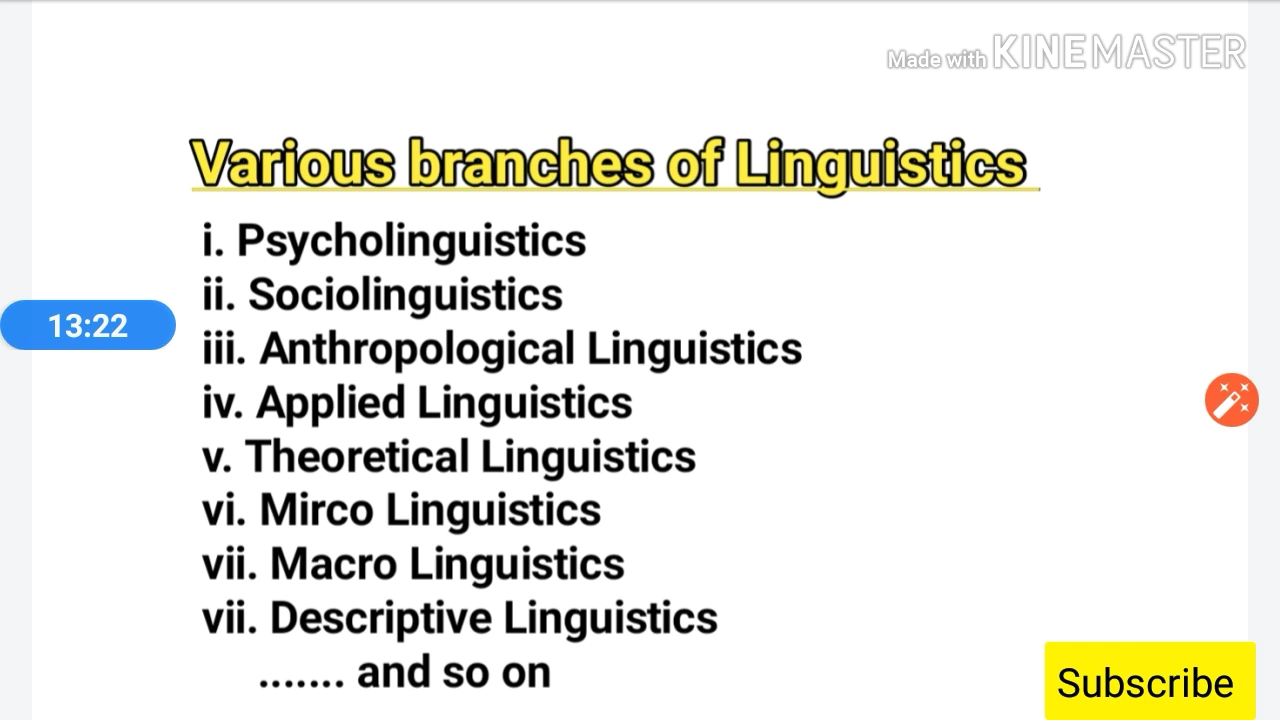 Made with KINEMASTER
Various branches of Linguistics
i. Psycholinguistics
ii. Sociolinguistics
13:22
iii. Anthropological Linguistics
iv. Applied Linguistics
v. Theoretical Linguistics
vi. Mirco Linguistics
vii. Macro Linguistics
vii. Descriptive Linguistics
....... and so on
Subscribe